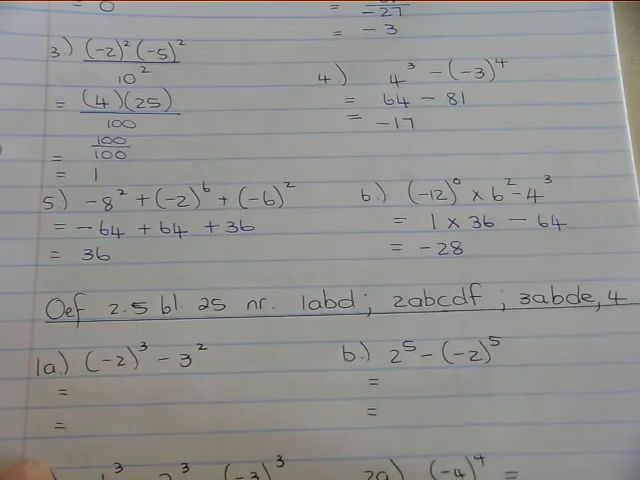 = 0
= /-27
= -3
3.) (-2)² (-5)² / 10²
= (4)(25) / 100
= 100/100
= 1
4.) 4³ - (-3)⁴
= 64 - 81
= -17
5.) -8² + (-2)⁶ + (-6)²
= -64 + 64 + 36
= 36
6.) (-12)⁰ × 6² - 4³
= 1 × 36 - 64
= -28
Oef 2.5 bl. 25 nr. 1abd; 2abcdf; 3abde, 4
1a.) (-2)³ - 3²
=
=
b.) 2⁵ - (-2)⁵
=
=
(-3)³
2a) (-4)⁴ =